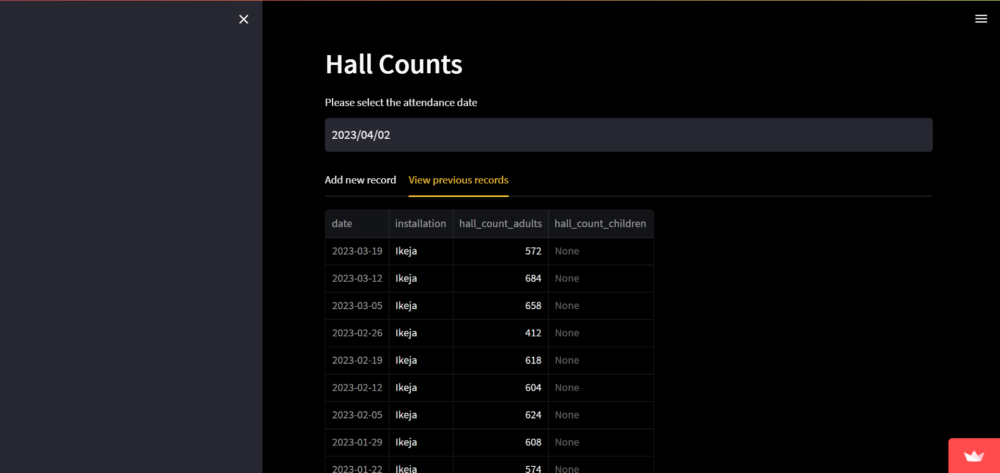 Hall Counts
Please select the attendance date
2023/04/02
Add new record View previous records
date installation hall_count_adults hall_count_children
2023-03-19 Ikeja 572 None
2023-03-12 Ikeja 684 None
2023-03-05 Ikeja 658 None
2023-02-26 Ikeja 412 None
2023-02-19 Ikeja 618 None
2023-02-12 Ikeja 604 None
2023-02-05 Ikeja 624 None
2023-01-29 Ikeja 608 None
2023-01-22 Ikeja 574 None